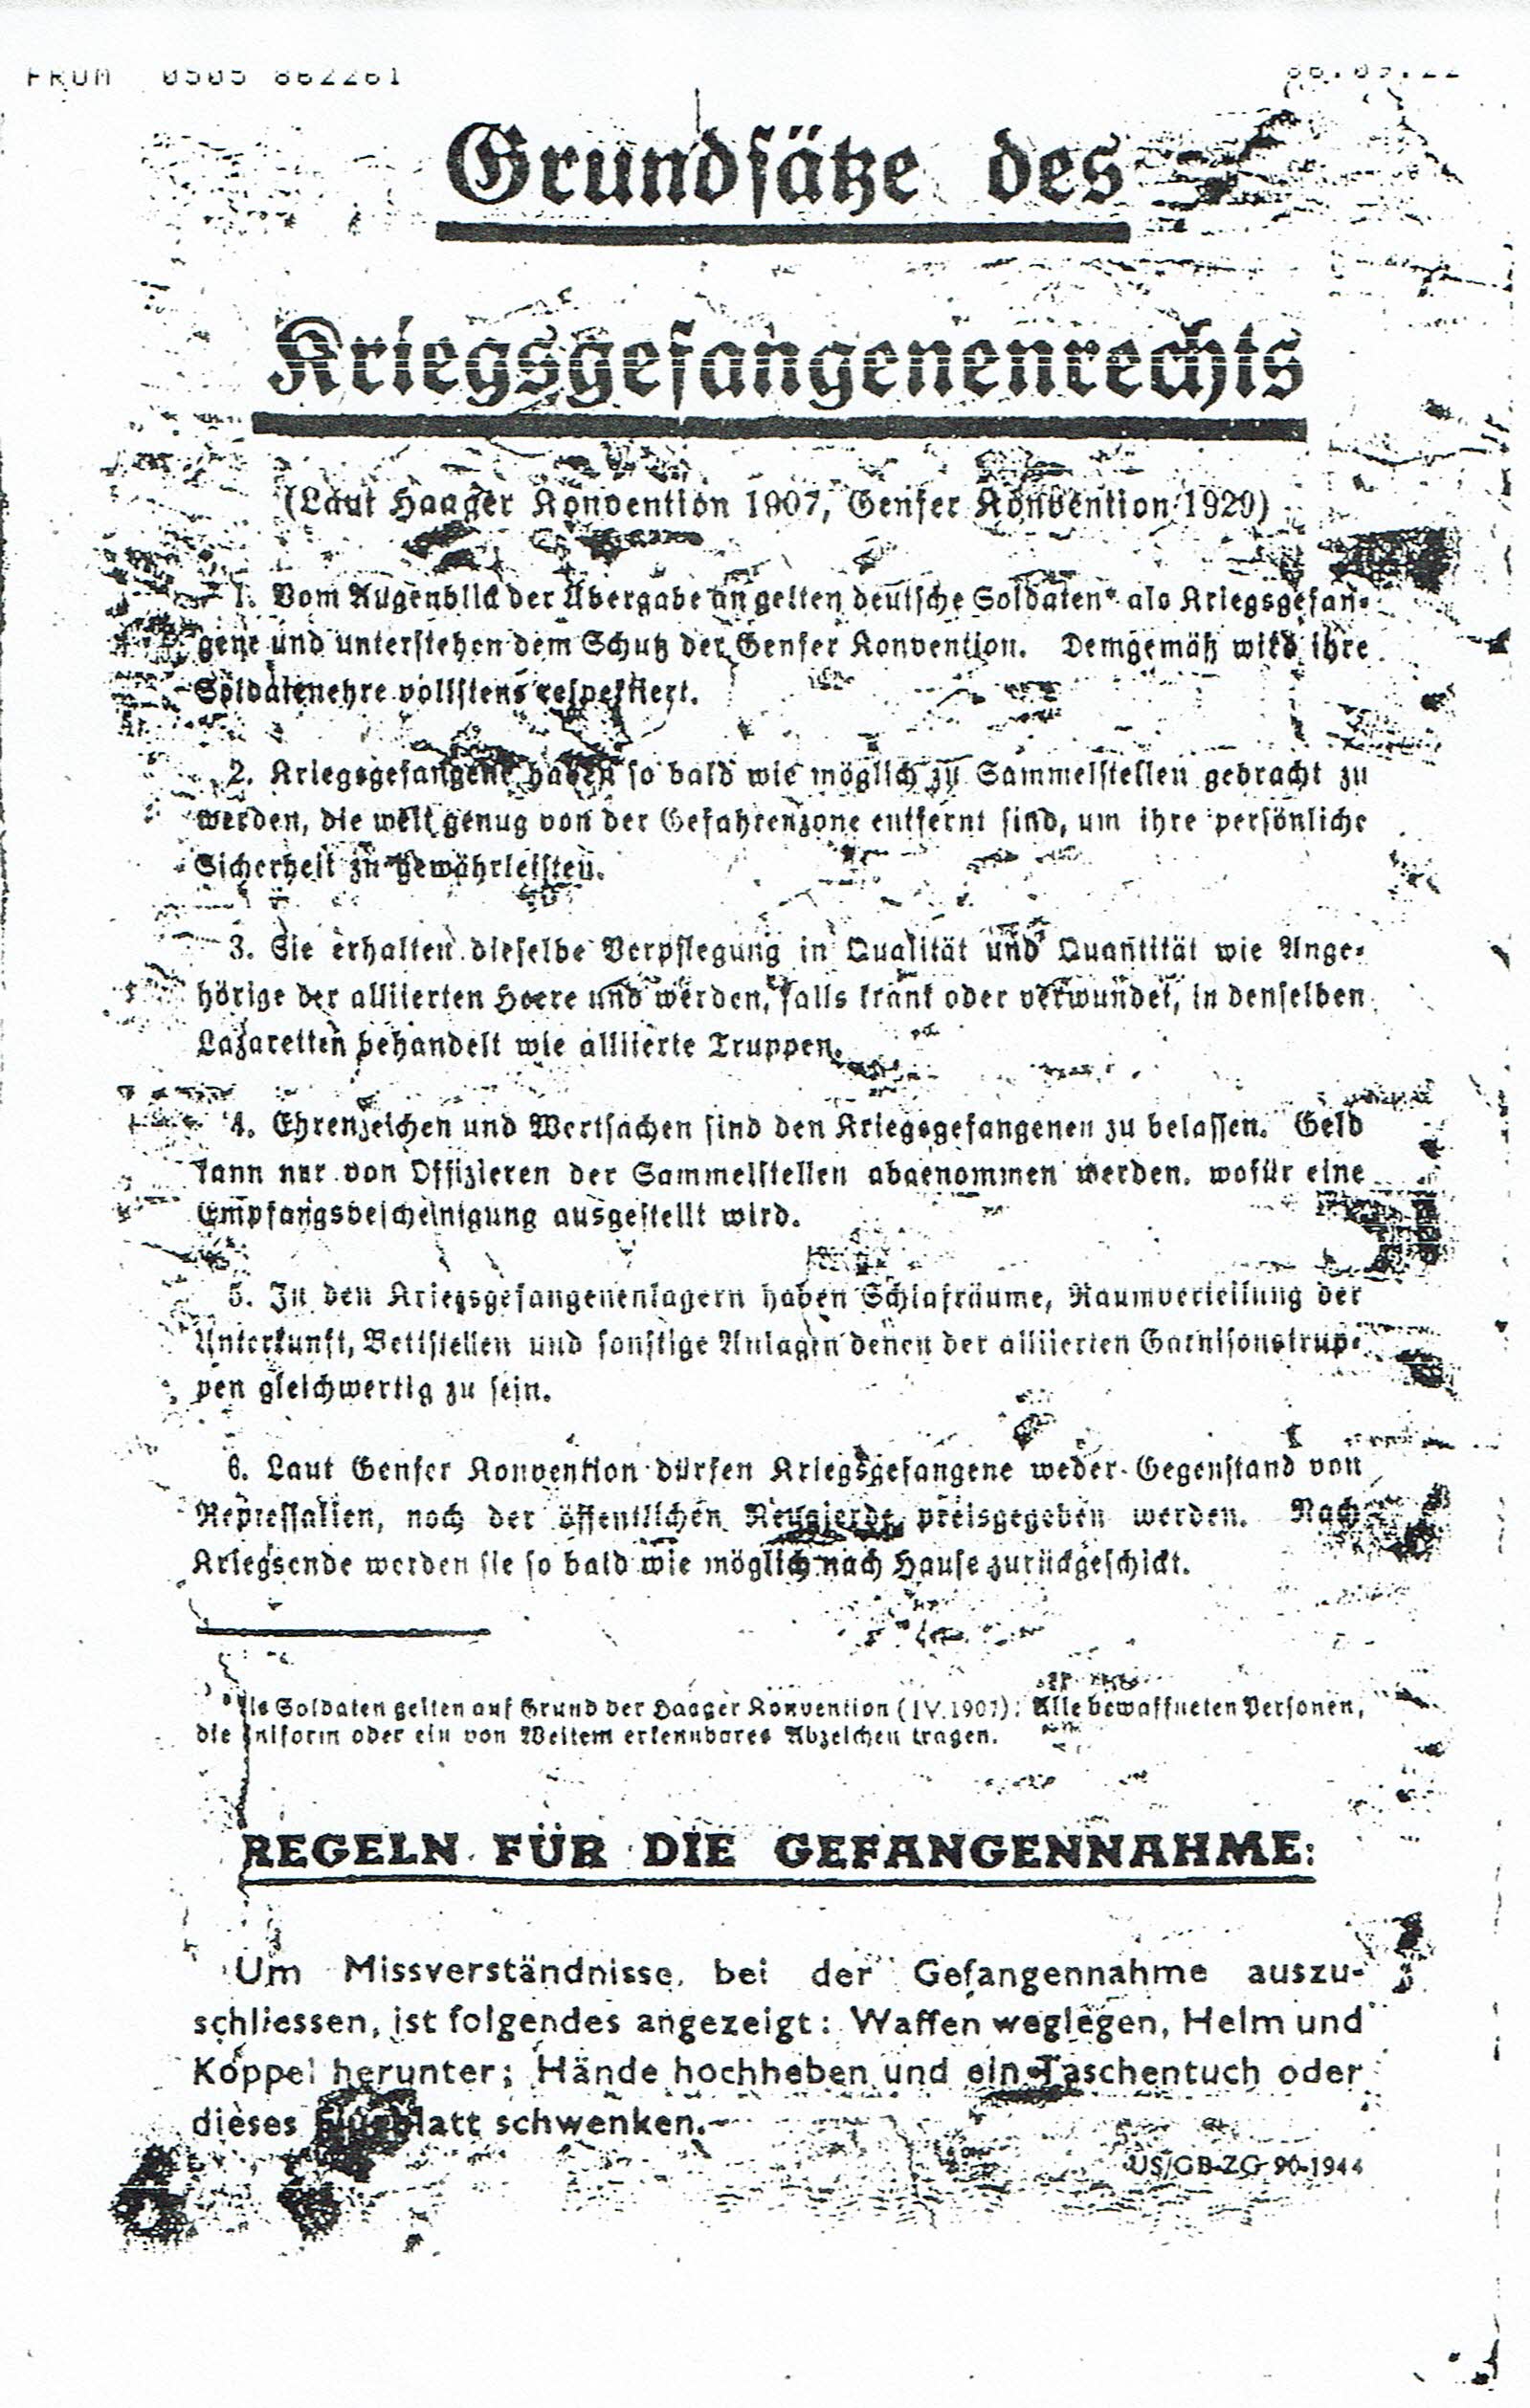 FROM 0505 862261
Grundsätze des
Kriegsgefangenenrechts
(Laut Haager Konvention 1907, Genfer Konvention 1929)
1. Vom Augenblick der Übergabe an gelten deutsche Soldaten* als Kriegsgefan-
gene und unterstehen dem Schutz der Genfer Konvention. Demgemäß wird ihre
Soldatenehre vollstens respektiert.
2. Kriegsgefangene haben so bald wie möglich zu Sammelstellen gebracht zu
werden, die weit genug von der Gefahrenzone entfernt sind, um ihre persönliche
Sicherheit zu gewährleisten.
3. Sie erhalten dieselbe Verpflegung in Qualität und Quantität wie Ange-
hörige der alliierten Heere und werden, falls krank oder verwundet, in denselben
Lazaretten behandelt wie alliierte Truppen.
4. Ehrenzeichen und Wertsachen sind den Kriegsgefangenen zu belassen. Geld
kann nur von Offizieren der Sammelstellen abgenommen werden, wofür eine
Empfangsbescheinigung ausgestellt wird.
5. In den Kriegsgefangenenlagern haben Schlafräume, Raumverteilung der
Unterkunft, Bettstellen und sonstige Anlagen denen der alliierten Garnisonstrup-
pen gleichwertig zu sein.
6. Laut Genfer Konvention dürfen Kriegsgefangene weder Gegenstand von
Repressalien, noch der öffentlichen Neugierde preisgegeben werden. Nach
Kriegsende werden sie so bald wie möglich nach Hause zurückgeschickt.
*Als Soldaten gelten auf Grund der Haager Konvention (IV. 1907): Alle bewaffneten Personen,
die Uniform oder ein von Weitem erkennbares Abzeichen tragen.
REGELN FÜR DIE GEFANGENNAHME:
Um Missverständnisse bei der Gefangennahme auszu-
schliessen, ist folgendes angezeigt: Waffen weglegen, Helm und
Koppel herunter; Hände hochheben und ein Taschentuch oder
dieses Flugblatt schwenken.
US/GB-ZG 90-1944